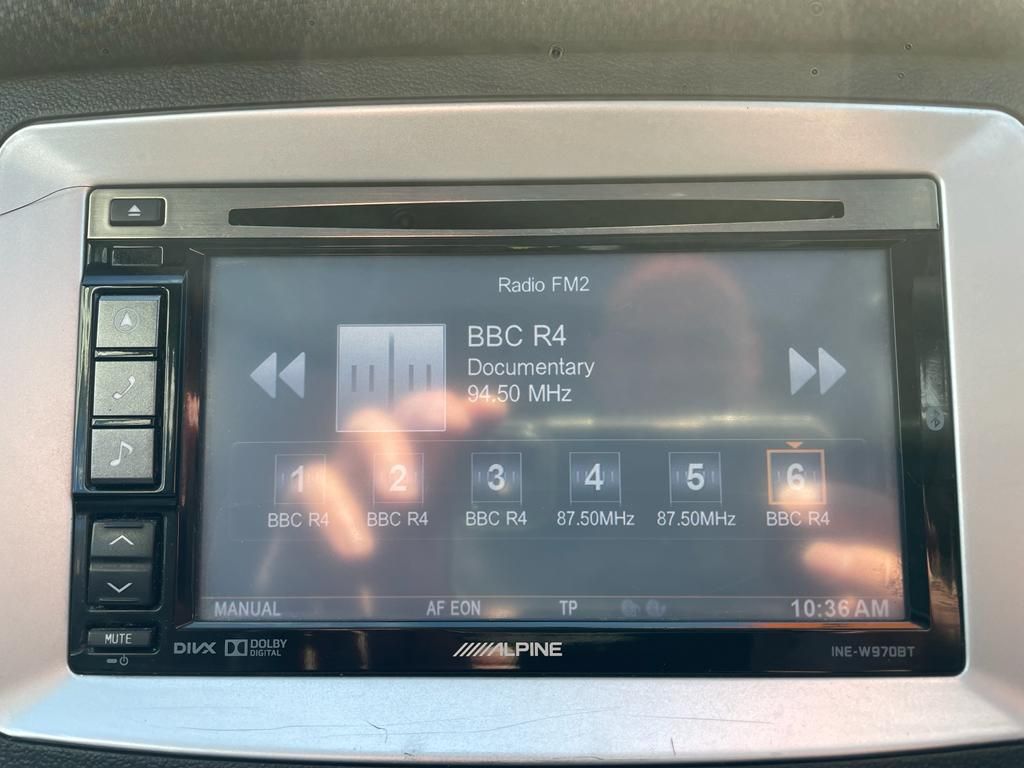 Radio FM2
BBC R4
Documentary
94.50 MHz
1 2 3 4 5 6
BBC R4 BBC R4 BBC R4 87.50MHz 87.50MHz BBC R4
MANUAL AF EON TP 10:36 AM
MUTE
DIVX DOLBY DIGITAL ALPINE INE-W970BT